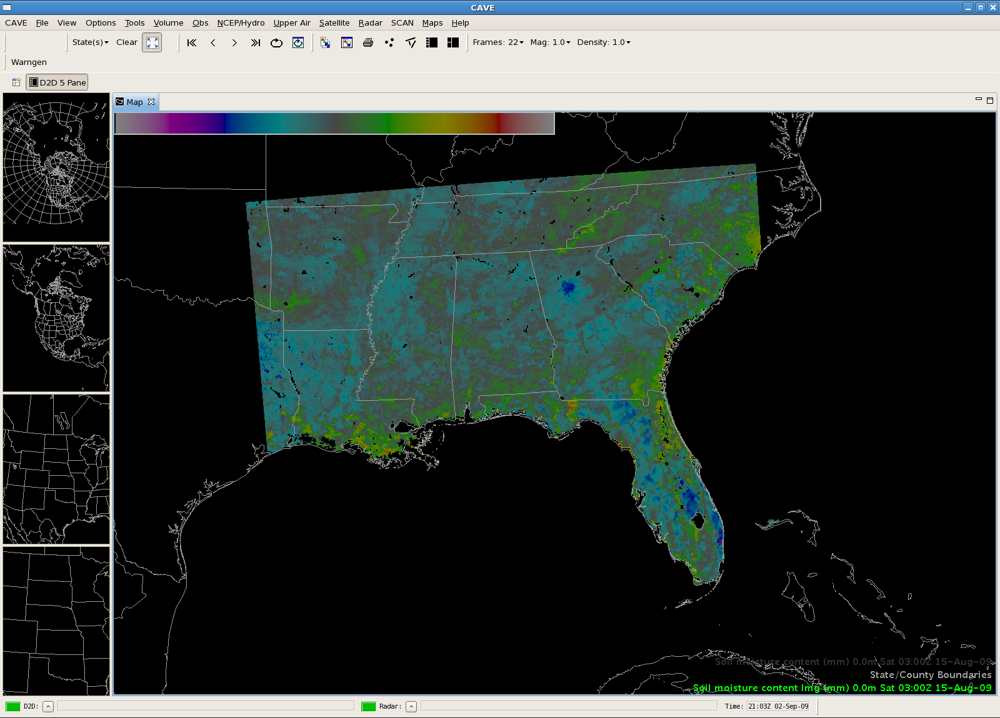 CAVE
CAVE File View Options Tools Volume Obs NCEP/Hydro Upper Air Satellite Radar SCAN Maps Help
State(s) Clear Frames: 22 Mag: 1.0 Density: 1.0
Warngen
D2D 5 Pane
Map
Soil moisture content (mm) 0.0m Sat 03:00Z 15-Aug-09
State/County Boundaries
Soil moisture content Img (mm) 0.0m Sat 03:00Z 15-Aug-09
D2D: Radar: Time: 21:03Z 02-Sep-09